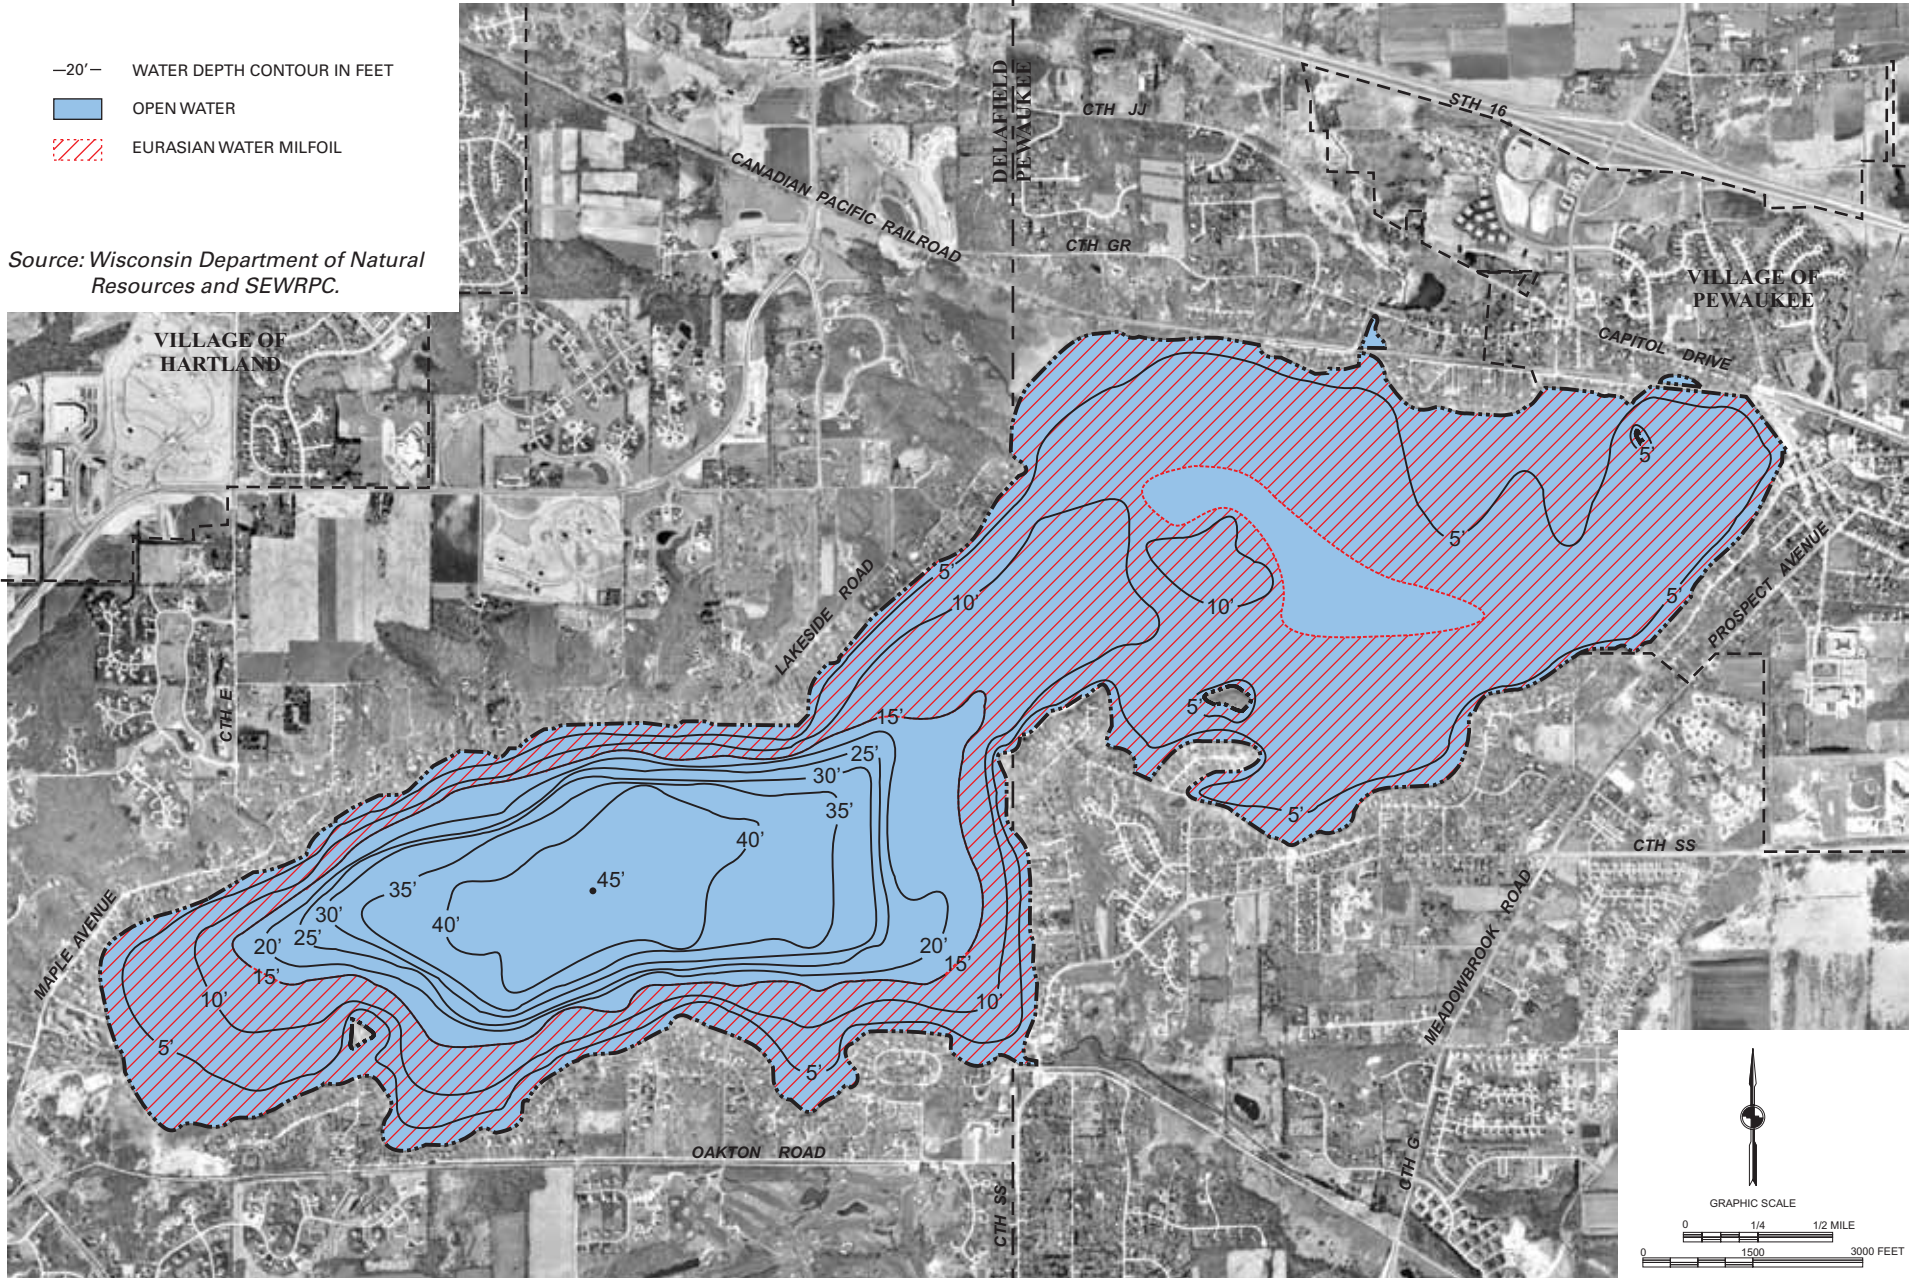 —20'— WATER DEPTH CONTOUR IN FEET
OPEN WATER
EURASIAN WATER MILFOIL
Source: Wisconsin Department of Natural
Resources and SEWRPC.
DELAFIELD
PEWAUKEE
CTH JJ
STH 16
CANADIAN PACIFIC RAILROAD
CTH GR
VILLAGE OF
PEWAUKEE
VILLAGE OF
HARTLAND
CAPITOL DRIVE
5'
5'
5'
10'
10'
5'
PROSPECT AVENUE
LAKESIDE ROAD
CTH E
5'
15'
25'
30'
35'
40'
5'
CTH SS
45'
35'
40'
30'
25'
20'
15'
20'
15'
10'
10'
MAPLE AVENUE
MEADOWBROOK ROAD
5'
5'
OAKTON ROAD
CTH SS
CTH G
GRAPHIC SCALE
0 1/4 1/2 MILE
0 1500 3000 FEET